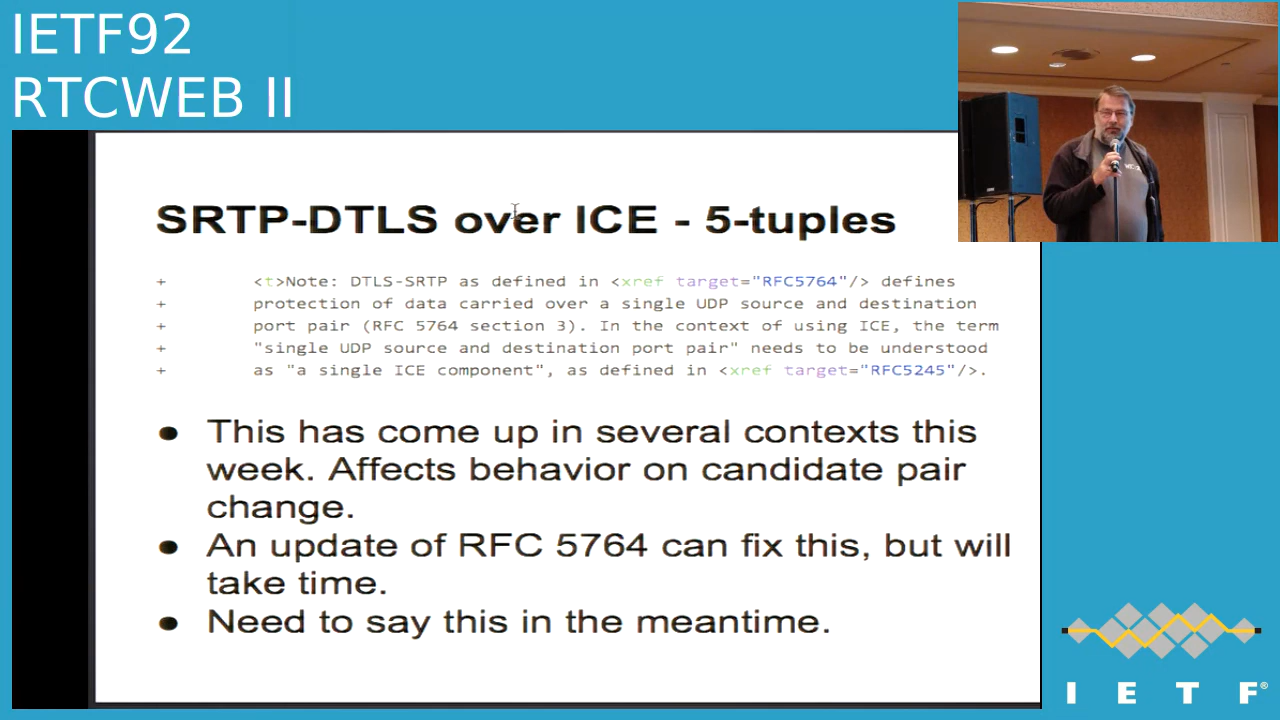 IETF92
RTCWEB II
SRTP-DTLS over ICE - 5-tuples
+ <t>Note: DTLS-SRTP as defined in <xref target="RFC5764"/> defines
+ protection of data carried over a single UDP source and destination
+ port pair (RFC 5764 section 3). In the context of using ICE, the term
+ "single UDP source and destination port pair" needs to be understood
+ as "a single ICE component", as defined in <xref target="RFC5245"/>.
● This has come up in several contexts this
week. Affects behavior on candidate pair
change.
● An update of RFC 5764 can fix this, but will
take time.
● Need to say this in the meantime.
I E T F®